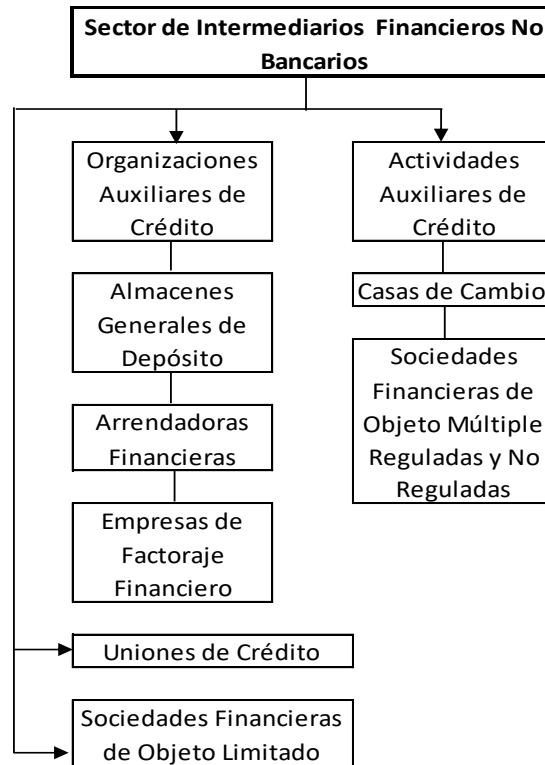 Sector de Intermediarios Financieros No
Bancarios
Organizaciones
Auxiliares de
Crédito
Actividades
Auxiliares de
Crédito
Almacenes
Generales de
Depósito
Casas de Cambio
Arrendadoras
Financieras
Sociedades
Financieras de
Objeto Múltiple
Reguladas y No
Reguladas
Empresas de
Factoraje
Financiero
Uniones de Crédito
Sociedades Financieras
de Objeto Limitado